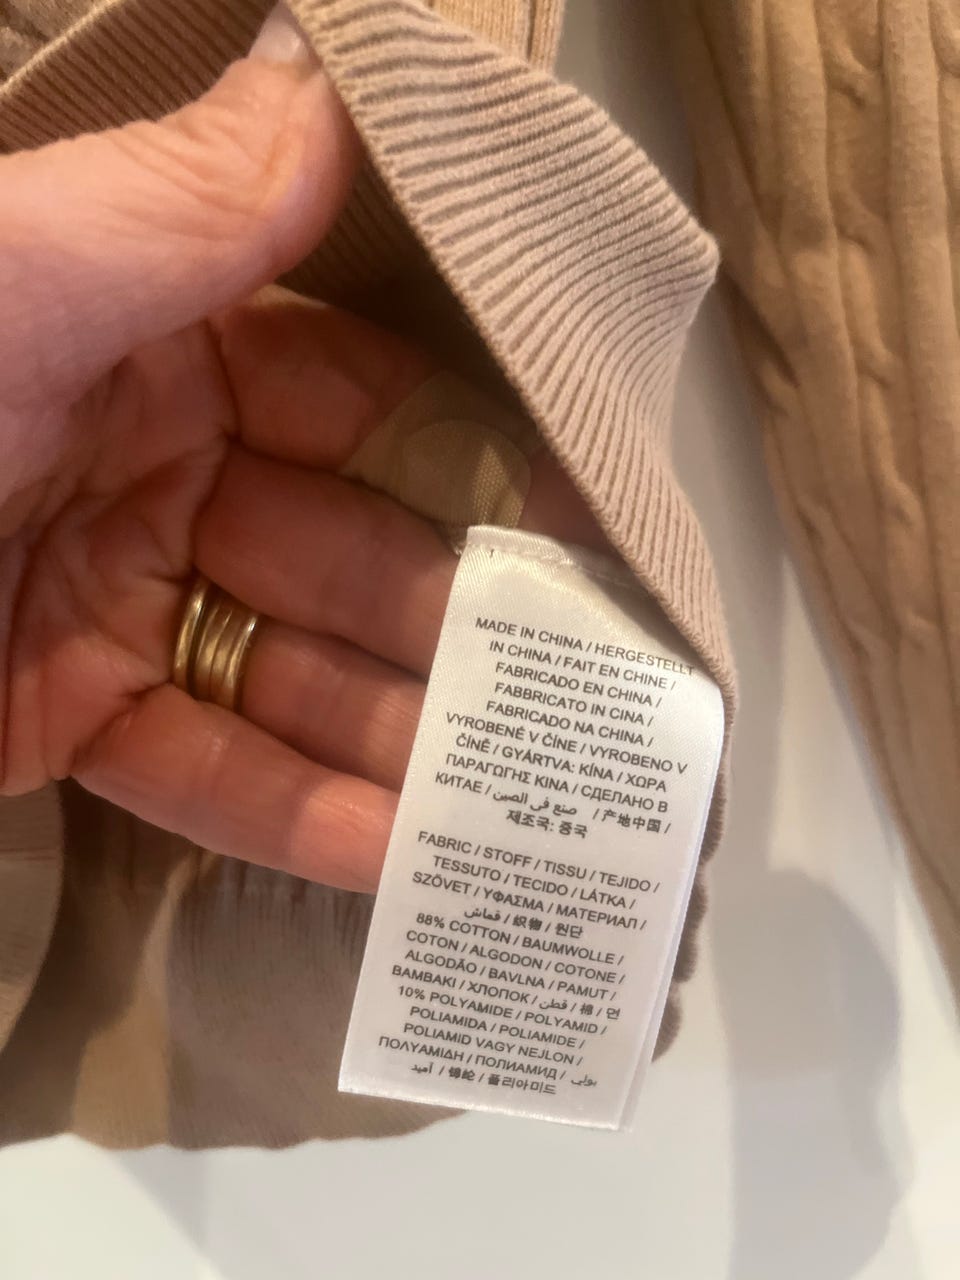 MADE IN CHINA / HERGESTELLT
IN CHINA / FAIT EN CHINE /
FABRICADO EN CHINA /
FABBRICATO IN CINA /
FABRICADO NA CHINA /
VYROBENÉ V ČÍNE / VYROBENO V
ČÍNĚ / GYÁRTVA: KÍNA / ΧΩΡΑ
ΠΑΡΑΓΩΓΗΣ ΚΙΝΑ / СДЕЛАНО В
КИТАЕ / صنع في الصين / 产地中国 /
제조국: 중국
FABRIC / STOFF / TISSU / TEJIDO /
TESSUTO / TECIDO / LÁTKA /
SZÖVET / ΥΦΑΣΜΑ / МАТЕРИАЛ /
قماش / 织物 / 원단
88% COTTON / BAUMWOLLE /
COTON / ALGODON / COTONE /
ALGODÃO / BAVLNA / PAMUT /
ΒΑΜΒΑΚΙ / ХЛОПОК / قطن / 棉 / 면
10% POLYAMIDE / POLYAMID /
POLIAMIDA / POLIAMIDE /
POLIAMID VAGY NEJLON /
ΠΟΛΥΑΜΙΔΗ / ПОЛИАМИД / بولي
أميد / 锦纶 / 폴리아미드